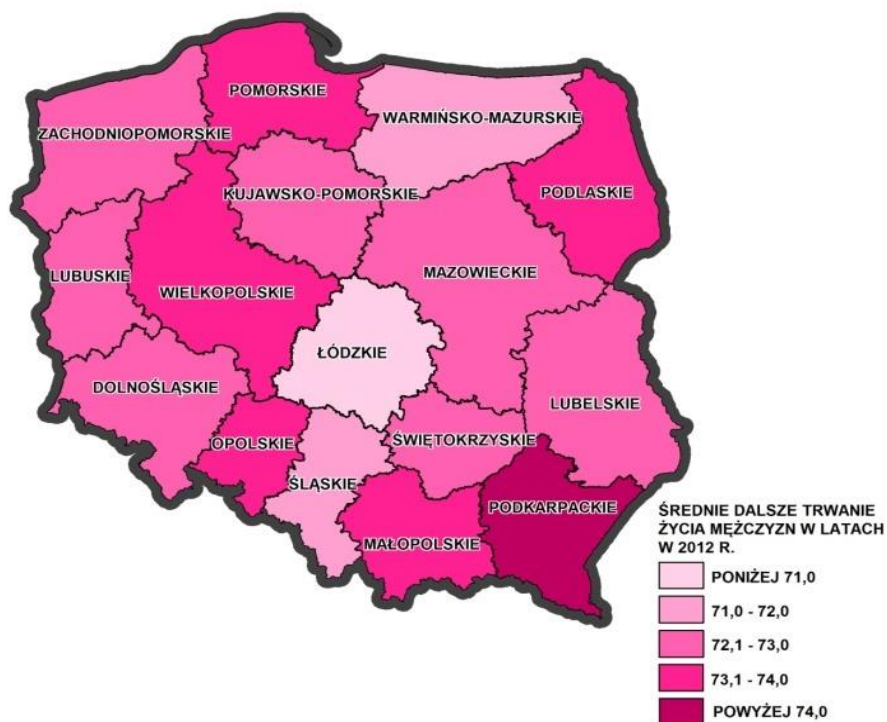 POMORSKIE
WARMIŃSKO-MAZURSKIE
ZACHODNIOPOMORSKIE
KUJAWSKO-POMORSKIE
PODLASKIE
LUBUSKIE
WIELKOPOLSKIE
MAZOWIECKIE
ŁÓDZKIE
DOLNOŚLĄSKIE
LUBELSKIE
OPOLSKIE
ŚWIĘTOKRZYSKIE
ŚLĄSKIE
PODKARPACKIE
MAŁOPOLSKIE
ŚREDNIE DALSZE TRWANIE
ŻYCIA MĘŻCZYZN W LATACH
W 2012 R.
PONIŻEJ 71,0
71,0 - 72,0
72,1 - 73,0
73,1 - 74,0
POWYŻEJ 74,0